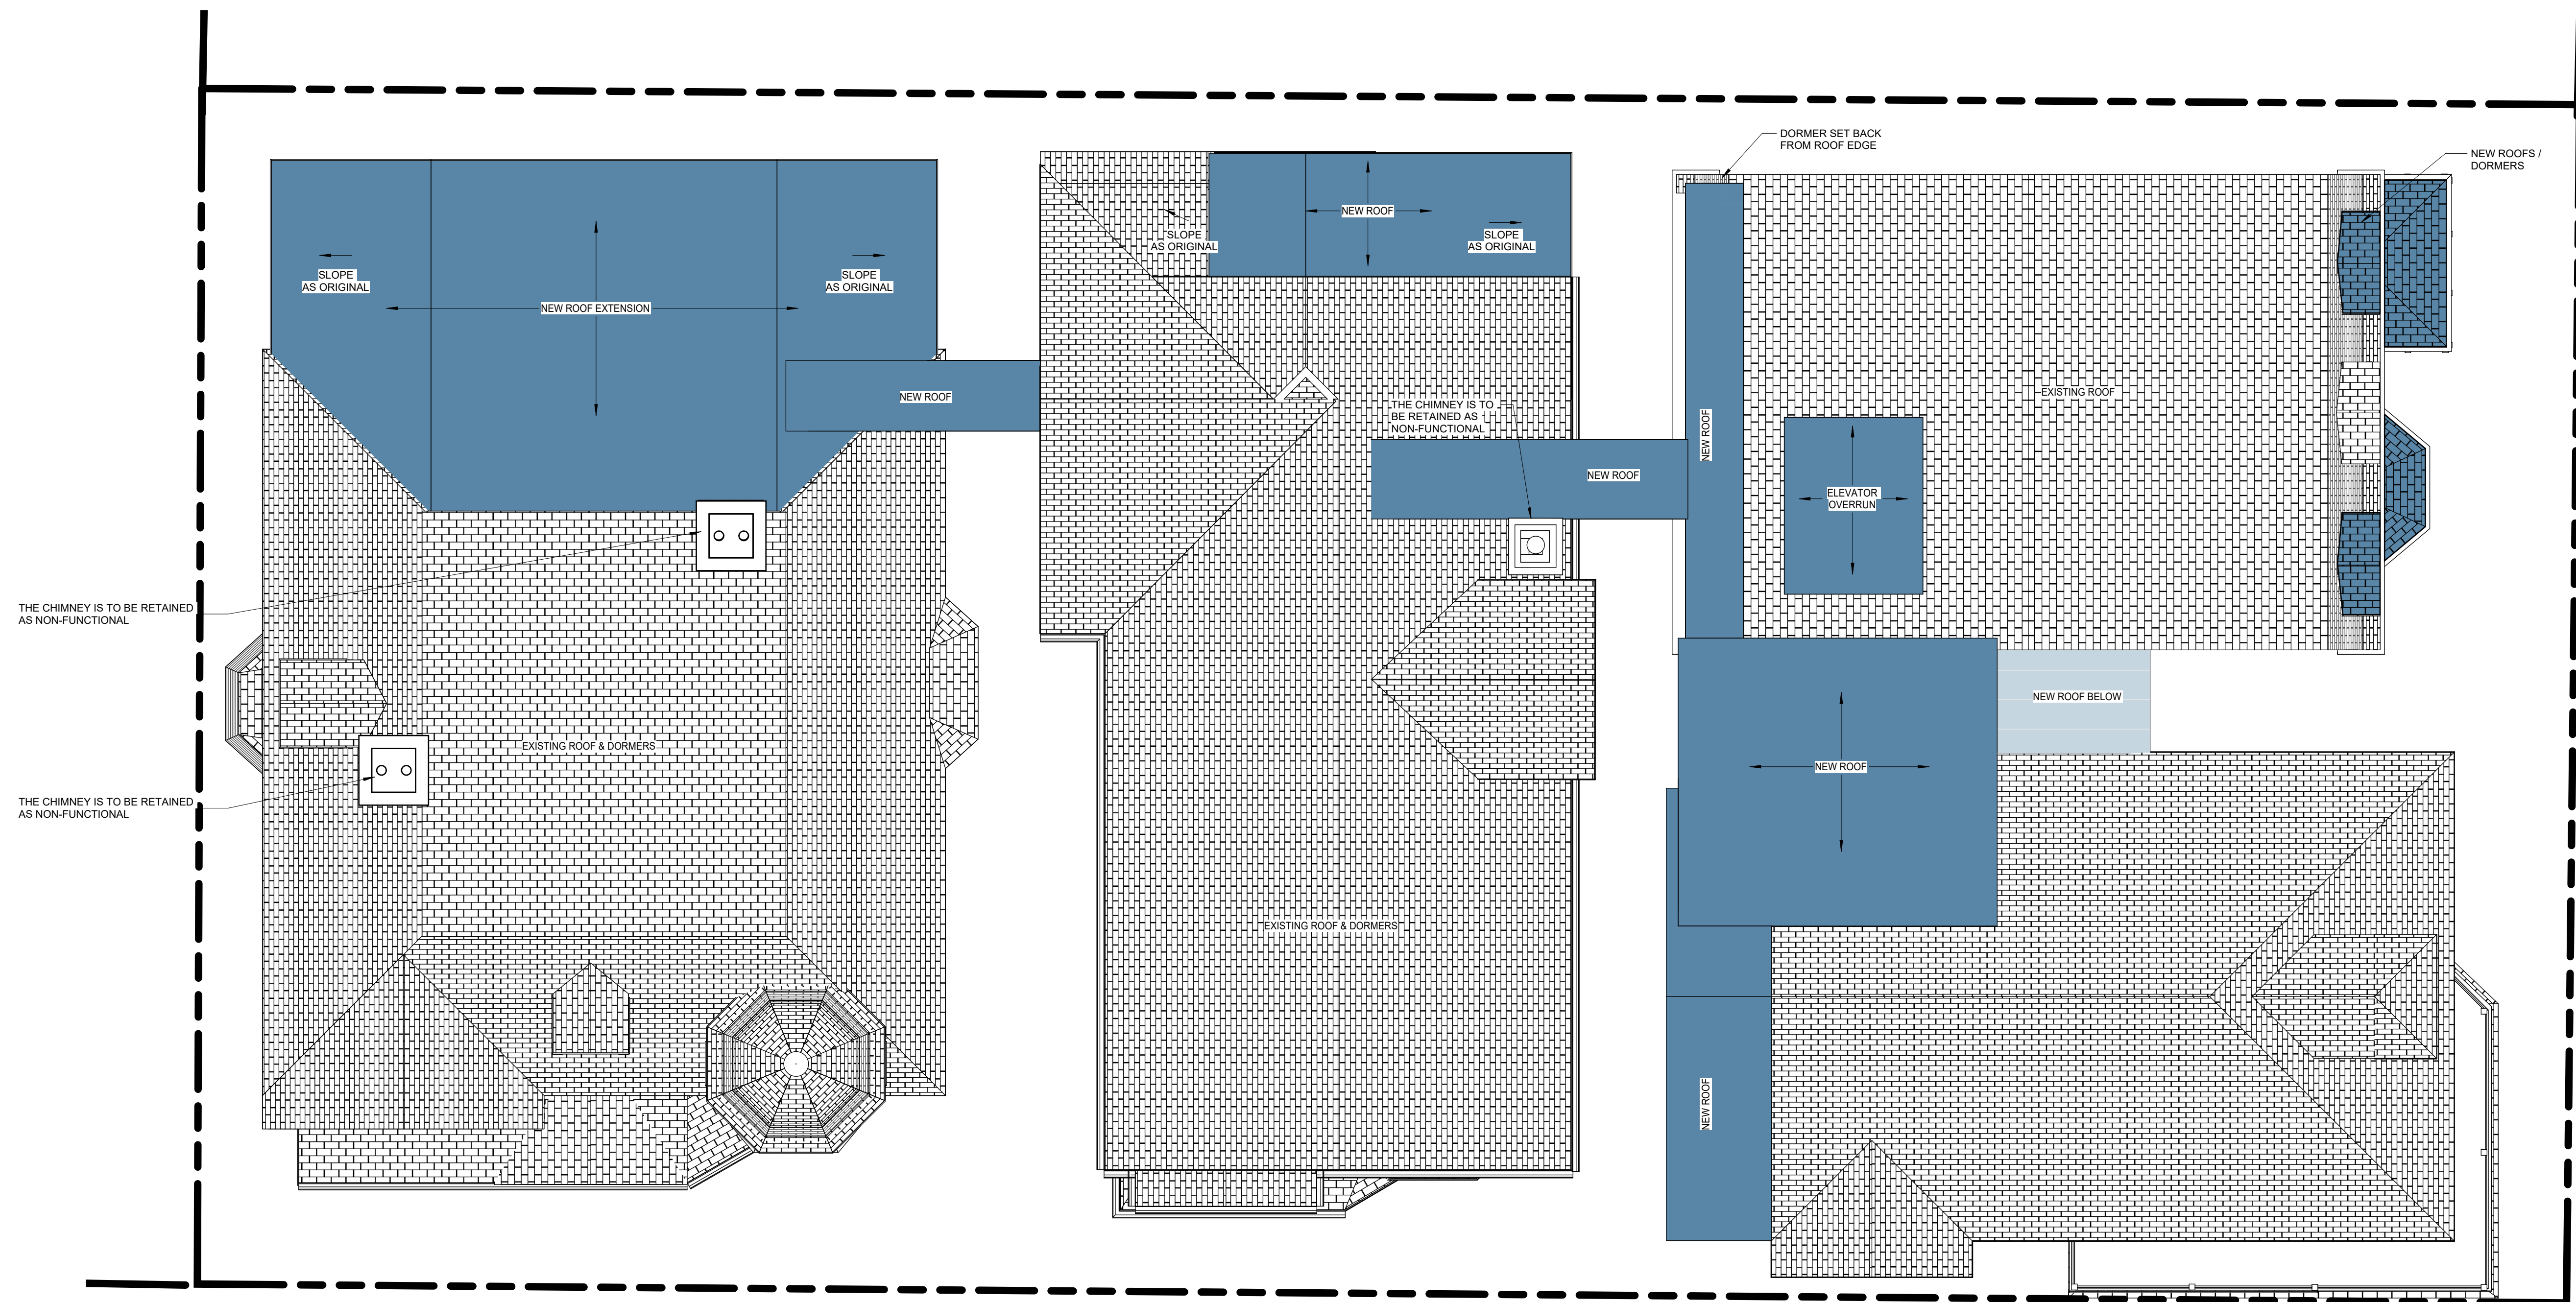 DORMER SET BACK
FROM ROOF EDGE
NEW ROOFS /
DORMERS
SLOPE
AS ORIGINAL
NEW ROOF EXTENSION
SLOPE
AS ORIGINAL
SLOPE
AS ORIGINAL
NEW ROOF
SLOPE
AS ORIGINAL
NEW ROOF
THE CHIMNEY IS TO
BE RETAINED AS
NON-FUNCTIONAL
NEW ROOF
NEW ROOF
EXISTING ROOF
ELEVATOR
OVERRUN
THE CHIMNEY IS TO BE RETAINED
AS NON-FUNCTIONAL
NEW ROOF BELOW
EXISTING ROOF & DORMERS
NEW ROOF
THE CHIMNEY IS TO BE RETAINED
AS NON-FUNCTIONAL
EXISTING ROOF & DORMERS
NEW ROOF